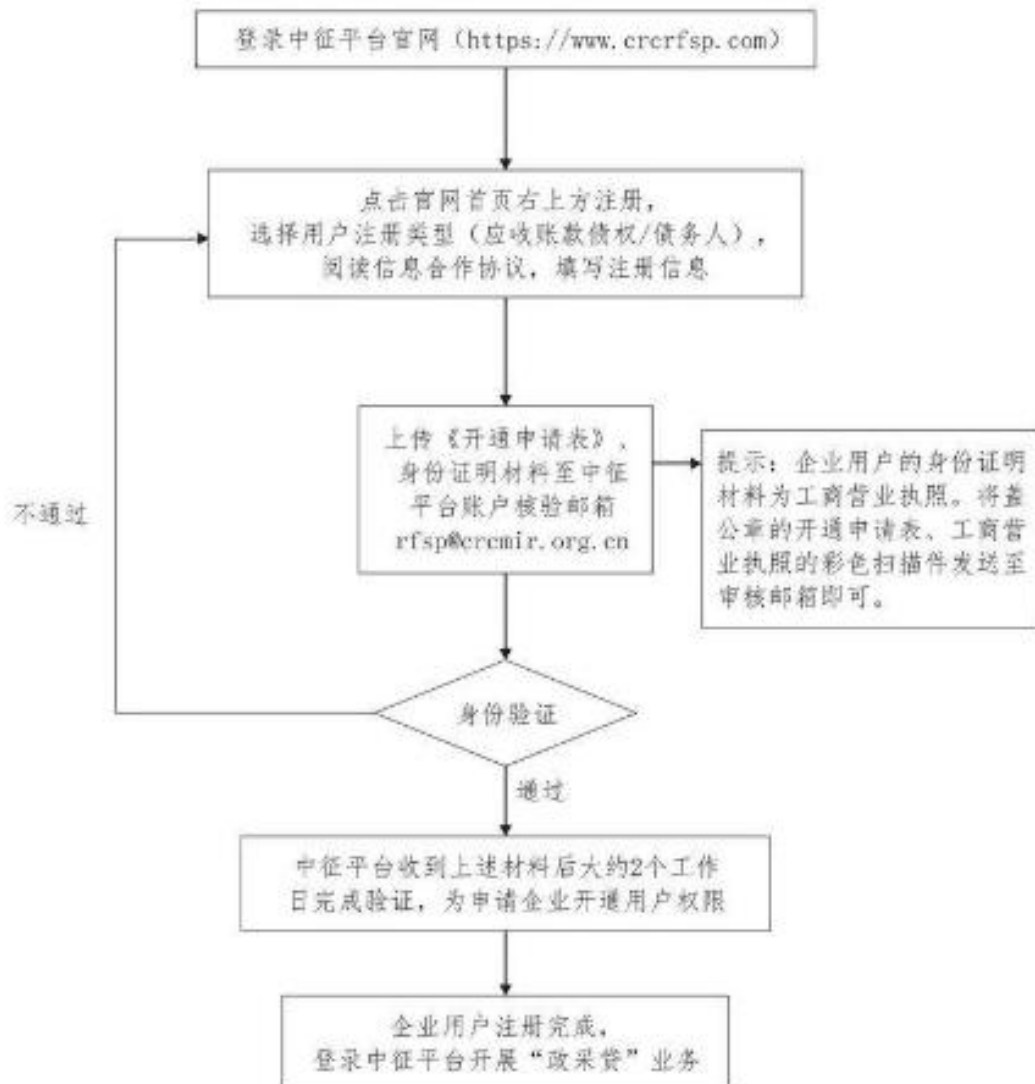 登录中征平台官网（https://www.crcrfsp.com）
点击官网首页右上方注册，
选择用户注册类型（应收账款债权/债务人），
阅读信息合作协议，填写注册信息
上传《开通申请表》、
身份证明材料至中征
平台账户核验邮箱
rfsp@crcmir.org.cn
提示：企业用户的身份证明
材料为工商营业执照。将盖
公章的开通申请表、工商营
业执照的彩色扫描件发送至
审核邮箱即可。
不通过
身份验证
通过
中征平台收到上述材料后大约2个工作
日完成验证，为申请企业开通用户权限
企业用户注册完成，
登录中征平台开展“政采贷”业务